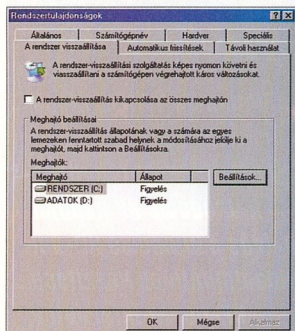 Rendszertulajdonságok
Általános
Számítógépnév
Hardver
Speciális
A rendszer visszaállítása
Automatikus frissítések
Távoli használat
A rendszer-visszaállítási szolgáltatás képes nyomon követni és
visszaállítani a számítógépen végrehajtott káros változásokat.
A rendszer-visszaállítás kikapcsolása az összes meghajtón
Meghajtó beállításai
A rendszer-visszaállítás állapotának vagy a számára az egyes
lemezeken fenntartott szabad helynek a módosításához jelölje ki a
meghajtót, majd kattintson a Beállításokra.
Meghajtók:
Meghajtó
Állapot
RENDSZER (C:)
Figyelés
ADATOK (D:)
Figyelés
Beállítások...
OK
Mégse
Alkalmaz